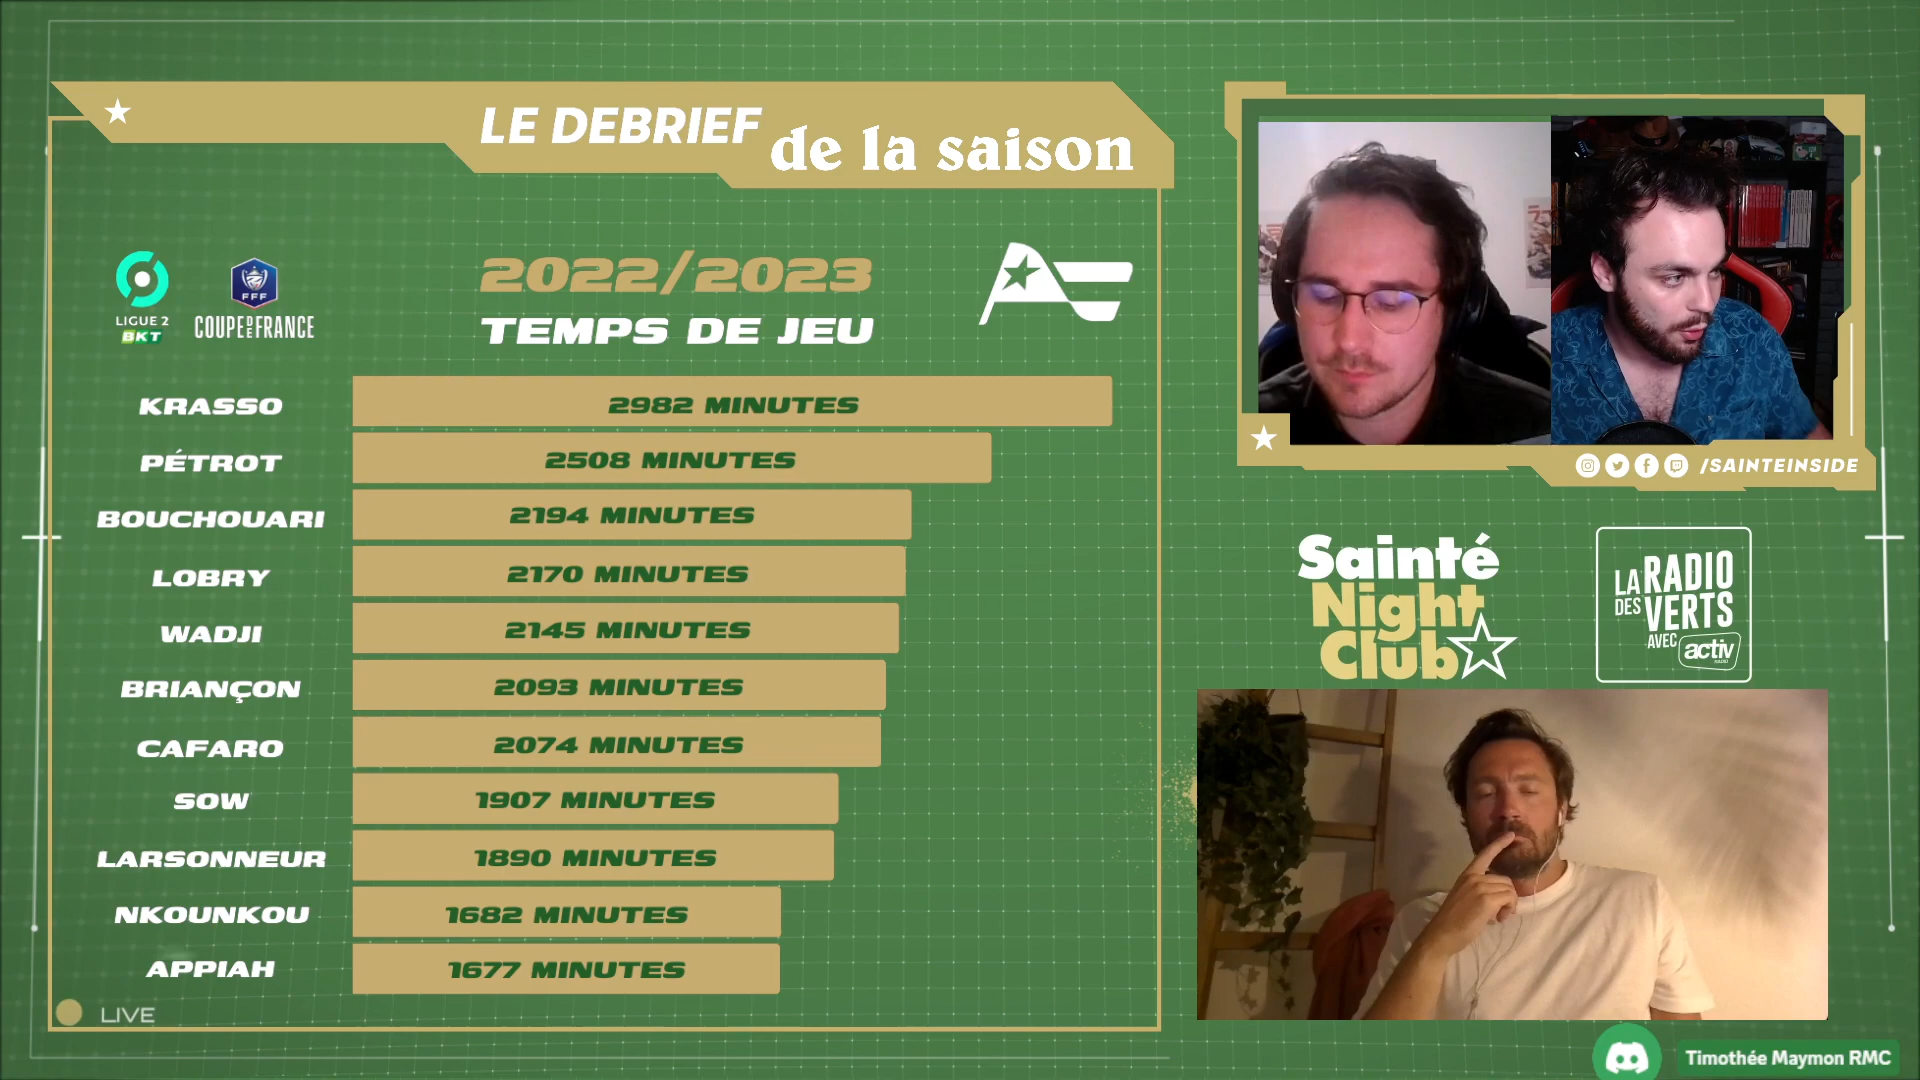 LE DEBRIEF de la saison
LIGUE 2
BKT
FFF
COUPE DE FRANCE
2022/2023
TEMPS DE JEU
KRASSO 2982 MINUTES
PÉTROT 2508 MINUTES
BOUCHOUARI 2194 MINUTES
LOBRY 2170 MINUTES
WADJI 2145 MINUTES
BRIANÇON 2093 MINUTES
CAFARO 2074 MINUTES
SOW 1907 MINUTES
LARSONNEUR 1890 MINUTES
NKOUNKOU 1682 MINUTES
APPIAH 1677 MINUTES
LIVE
/SAINTEINSIDE
Sainté
Night
Club
LA RADIO
DES VERTS
AVEC activ
Timothée Maymon RMC